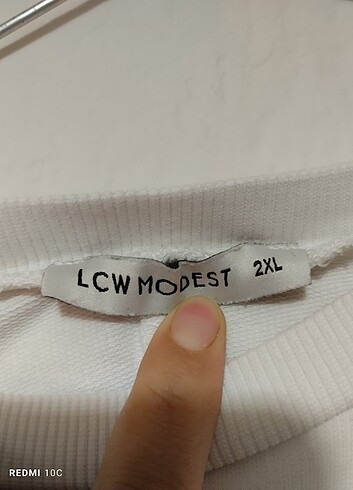 LCW MODEST 2XL
REDMI 10C